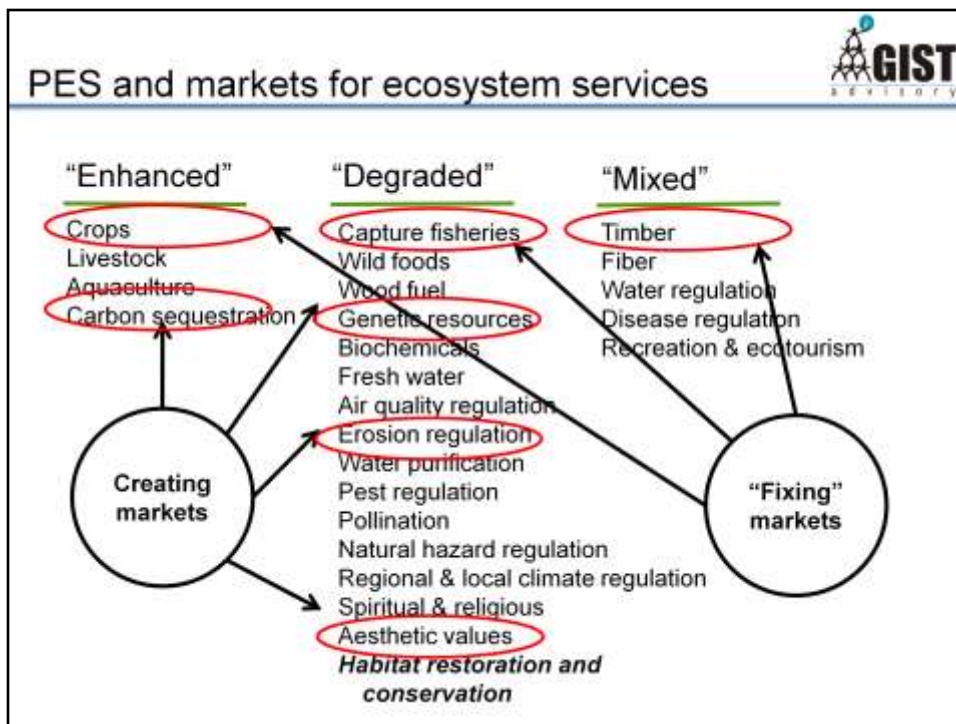 PES and markets for ecosystem services
GIST
advisory
“Enhanced”
Crops
Livestock
Aquaculture
Carbon sequestration
“Degraded”
Capture fisheries
Wild foods
Wood fuel
Genetic resources
Biochemicals
Fresh water
Air quality regulation
Erosion regulation
Water purification
Pest regulation
Pollination
Natural hazard regulation
Regional & local climate regulation
Spiritual & religious
Aesthetic values
Habitat restoration and
conservation
“Mixed”
Timber
Fiber
Water regulation
Disease regulation
Recreation & ecotourism
Creating
markets
“Fixing”
markets